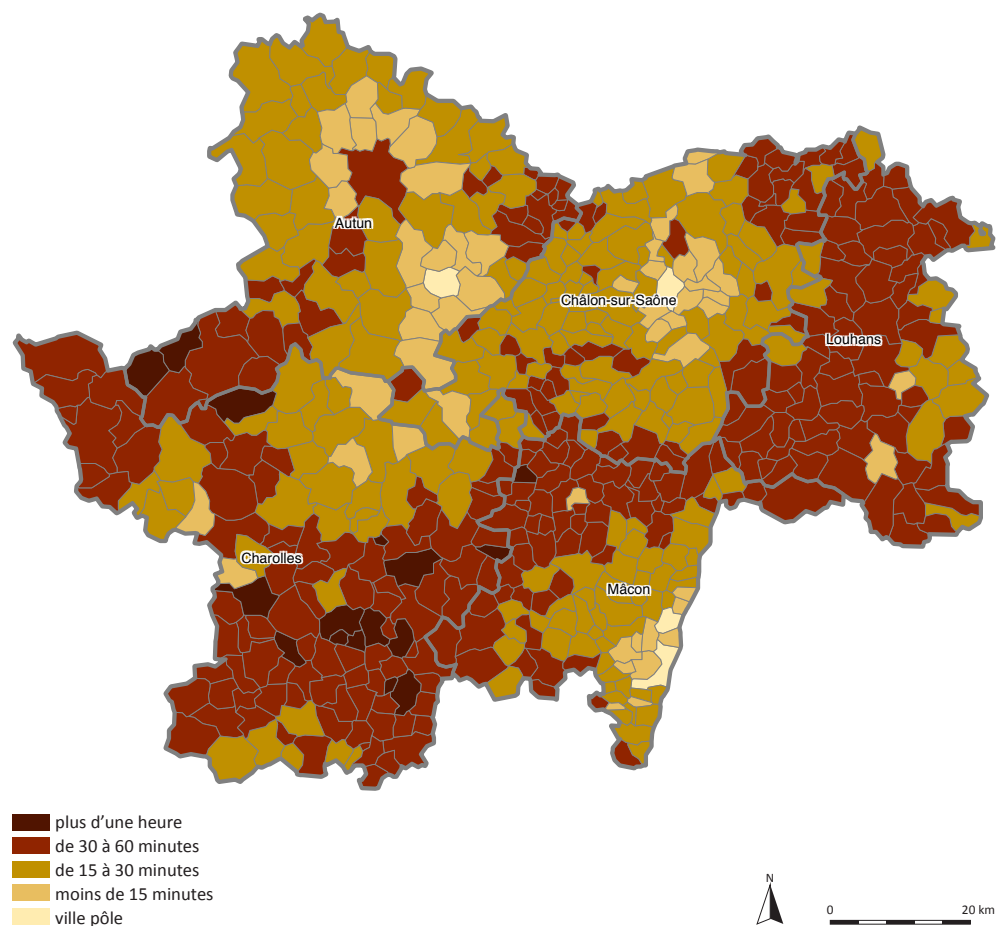 Autun
Châlon-sur-Saône
Louhans
Charolles
Mâcon
plus d’une heure
de 30 à 60 minutes
de 15 à 30 minutes
moins de 15 minutes
ville pôle
N
0 20 km